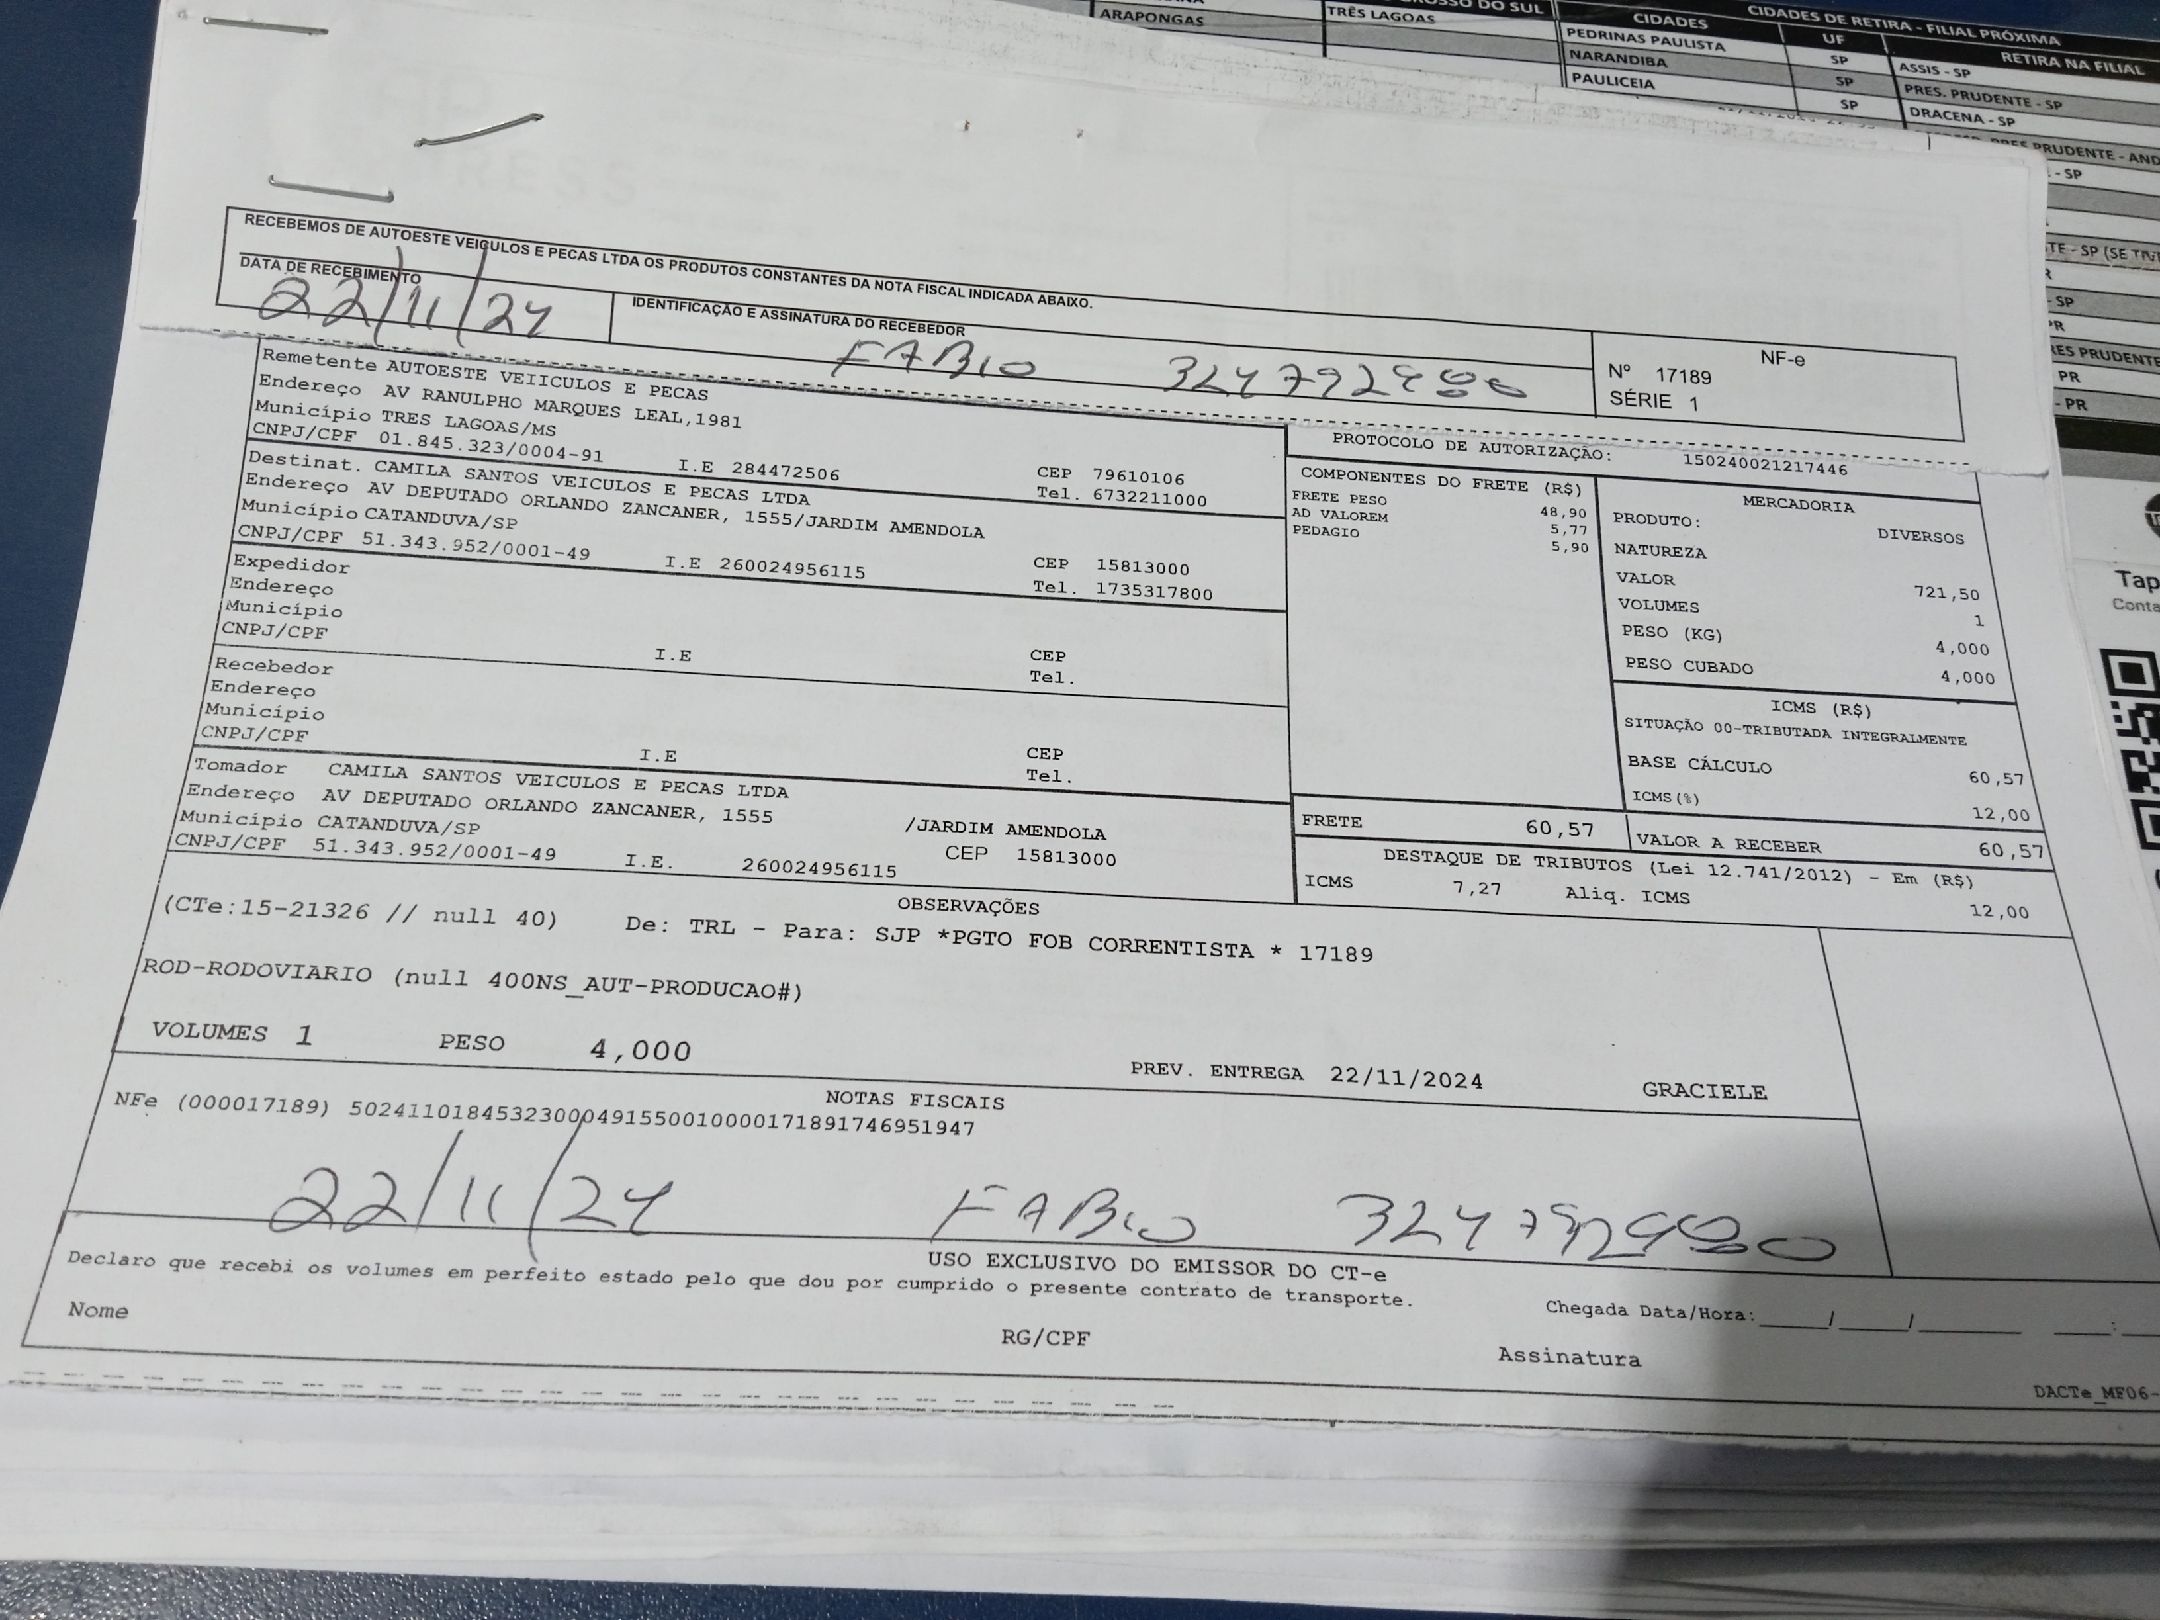 ARAPONGAS
TRÊS LAGOAS
CIDADES DE RETIRA - FILIAL PRÓXIMA
CIDADES UF RETIRA NA FILIAL
PEDRINAS PAULISTA SP ASSIS - SP
NARANDIBA SP PRES. PRUDENTE - SP
PAULICEIA SP DRACENA - SP
RECEBEMOS DE AUTOESTE VEICULOS E PECAS LTDA OS PRODUTOS CONSTANTES DA NOTA FISCAL INDICADA ABAIXO.
DATA DE RECEBIMENTO
22/11/24
IDENTIFICAÇÃO E ASSINATURA DO RECEBEDOR
FABIO
NF-e
Nº 17189
SÉRIE 1
Remetente AUTOESTE VEIICULOS E PECAS
Endereço AV RANULPHO MARQUES LEAL,1981
Município TRES LAGOAS/MS
CNPJ/CPF 01.845.323/0004-91 I.E 284472506 CEP 79610106
Tel. 6732211000
Destinat. CAMILA SANTOS VEICULOS E PECAS LTDA
Endereço AV DEPUTADO ORLANDO ZANCANER, 1555/JARDIM AMENDOLA
Município CATANDUVA/SP
CNPJ/CPF 51.343.952/0001-49 I.E 260024956115 CEP 15813000
Tel. 1735317800
Expedidor
Endereço
Município
CNPJ/CPF I.E CEP
Tel.
Recebedor
Endereço
Município
CNPJ/CPF I.E CEP
Tel.
Tomador CAMILA SANTOS VEICULOS E PECAS LTDA
Endereço AV DEPUTADO ORLANDO ZANCANER, 1555 /JARDIM AMENDOLA
Município CATANDUVA/SP CEP 15813000
CNPJ/CPF 51.343.952/0001-49 I.E. 260024956115
PROTOCOLO DE AUTORIZAÇÃO: 150240021217446
COMPONENTES DO FRETE (R$)
FRETE PESO 48,90
AD VALOREM 5,77
PEDAGIO 5,90
MERCADORIA
PRODUTO: DIVERSOS
NATUREZA
VALOR 721,50
VOLUMES 1
PESO (KG) 4,000
PESO CUBADO 4,000
ICMS (R$)
SITUAÇÃO 00-TRIBUTADA INTEGRALMENTE
BASE CÁLCULO 60,57
ICMS(%) 12,00
FRETE 60,57 VALOR A RECEBER 60,57
DESTAQUE DE TRIBUTOS (Lei 12.741/2012) - Em (R$)
ICMS 7,27 Aliq. ICMS 12,00
OBSERVAÇÕES
(CTe:15-21326 // null 40) De: TRL - Para: SJP *PGTO FOB CORRENTISTA * 17189
ROD-RODOVIARIO (null 400NS_AUT-PRODUCAO#)
VOLUMES 1 PESO 4,000 PREV. ENTREGA 22/11/2024 GRACIELE
NOTAS FISCAIS
NFe (000017189) 50241101845323000491550010000171891746951947
22/11/24 FABIO
USO EXCLUSIVO DO EMISSOR DO CT-e
Declaro que recebi os volumes em perfeito estado pelo que dou por cumprido o presente contrato de transporte.
Chegada Data/Hora:____/____/______ ___:
Nome RG/CPF Assinatura
DACTe_MF06-